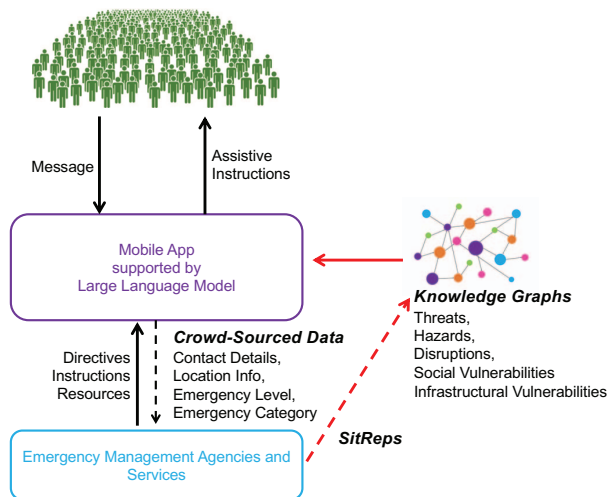 Message
Assistive
Instructions
Mobile App
supported by
Large Language Model
Knowledge Graphs
Threats,
Hazards,
Disruptions,
Social Vulnerabilities
Infrastructural Vulnerabilities
Directives
Instructions
Resources
Crowd-Sourced Data
Contact Details,
Location Info,
Emergency Level,
Emergency Category
SitReps
Emergency Management Agencies and
Services